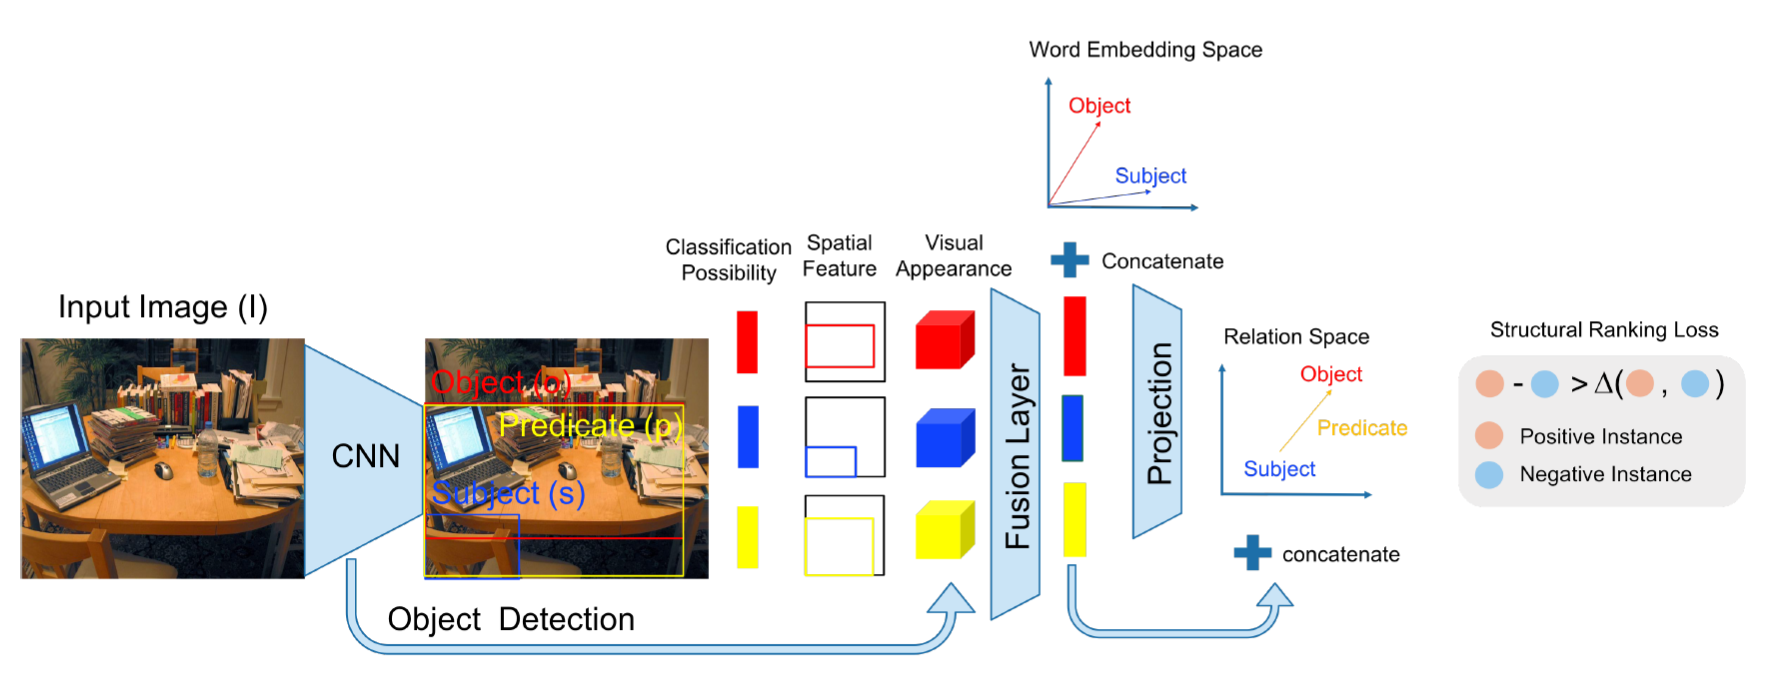 Input Image (I)
CNN
Object (o)
Predicate (p)
Subject (s)
Object Detection
Classification
Possibility
Spatial
Feature
Visual
Appearance
Fusion Layer
Word Embedding Space
Object
Subject
Concatenate
Projection
Relation Space
Object
Predicate
Subject
concatenate
Structural Ranking Loss
- > Δ( , )
Positive Instance
Negative Instance